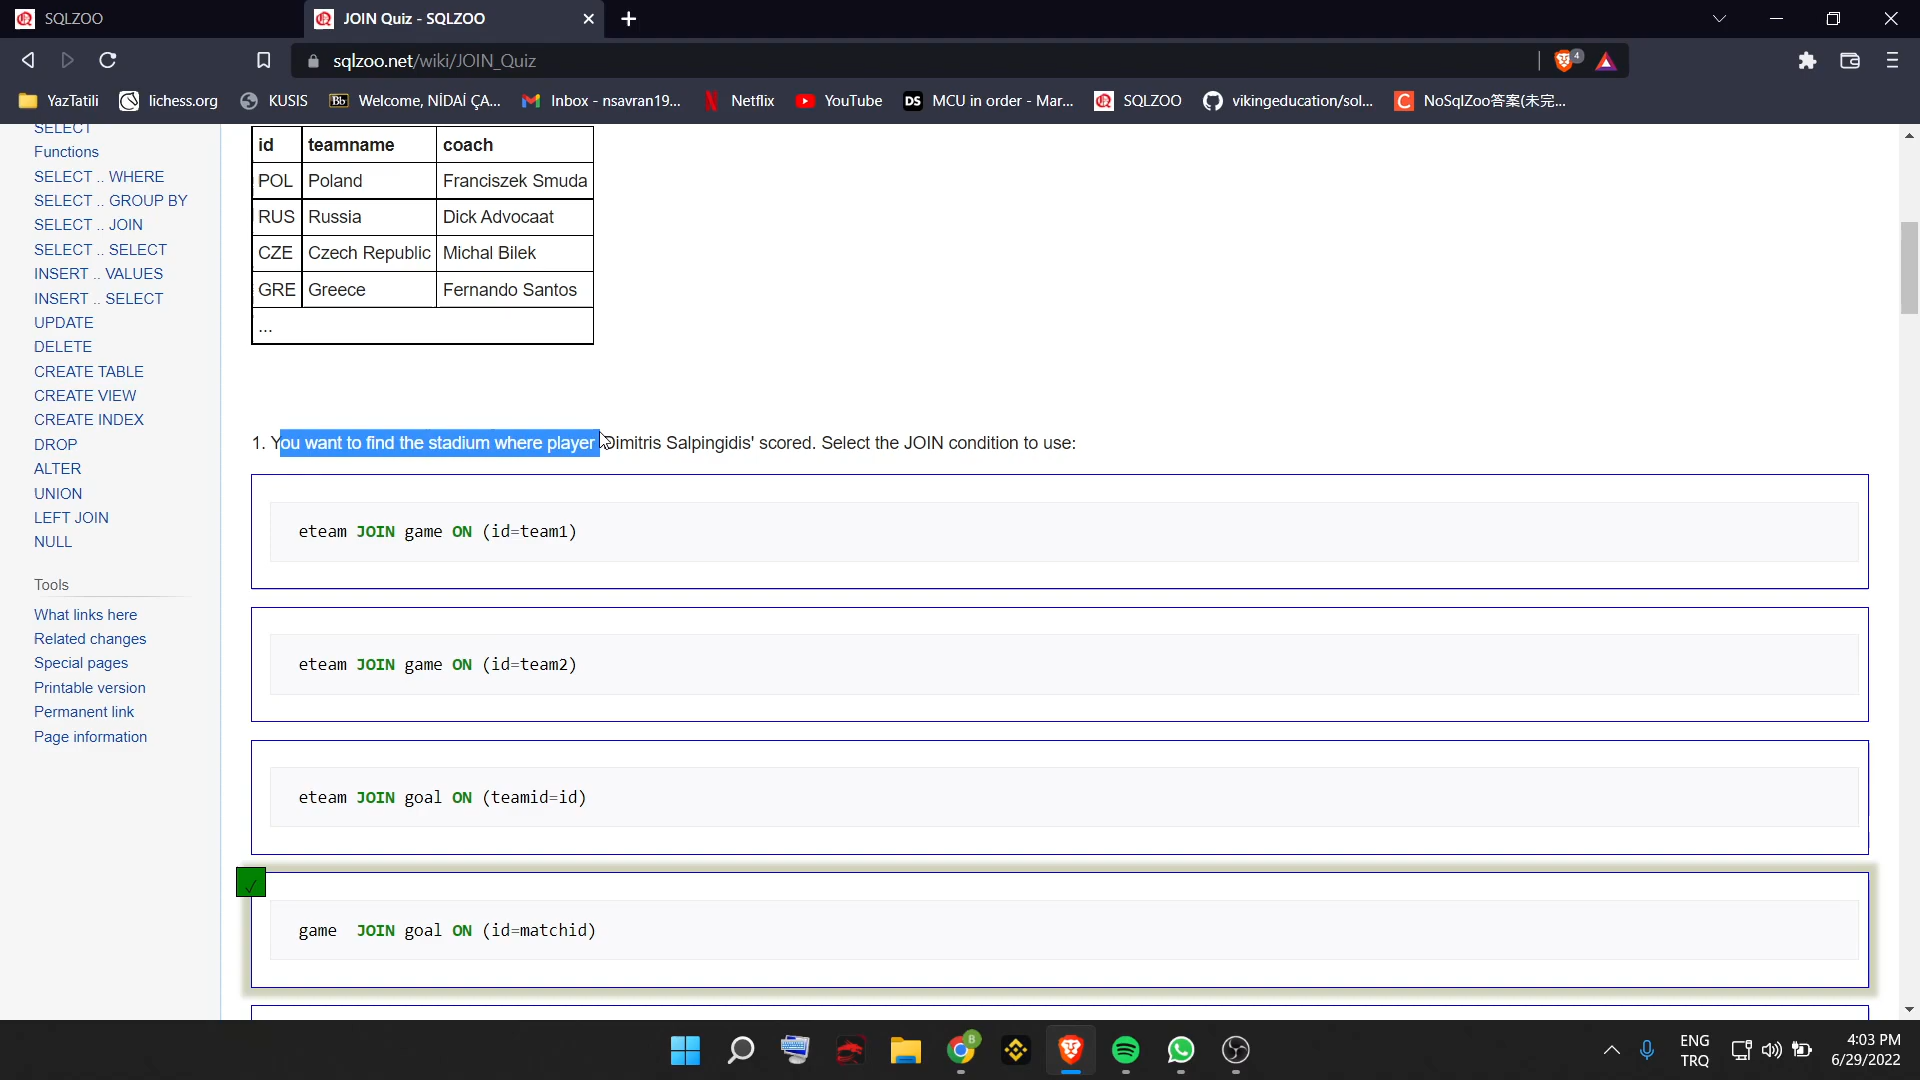 SQLZOO
JOIN Quiz - SQLZOO
sqlzoo.net/wiki/JOIN_Quiz
4
YazTatili
lichess.org
KUSIS
Bb
Welcome, NİDAİ ÇA...
Inbox - nsavran19...
Netflix
YouTube
DS
MCU in order - Mar...
SQLZOO
vikingeducation/sol...
C
NoSqlZoo答案(未完...
SELECT
Functions
SELECT .. WHERE
SELECT .. GROUP BY
SELECT .. JOIN
SELECT .. SELECT
INSERT .. VALUES
INSERT .. SELECT
UPDATE
DELETE
CREATE TABLE
CREATE VIEW
CREATE INDEX
DROP
ALTER
UNION
LEFT JOIN
NULL
Tools
What links here
Related changes
Special pages
Printable version
Permanent link
Page information
id teamname coach
POL Poland Franciszek Smuda
RUS Russia Dick Advocaat
CZE Czech Republic Michal Bilek
GRE Greece Fernando Santos
...
1. You want to find the stadium where player 'Dimitris Salpingidis' scored. Select the JOIN condition to use:
eteam JOIN game ON (id=team1)
eteam JOIN game ON (id=team2)
eteam JOIN goal ON (teamid=id)
✓
game  JOIN goal ON (id=matchid)
B
ENG
TRQ
4:03 PM
6/29/2022